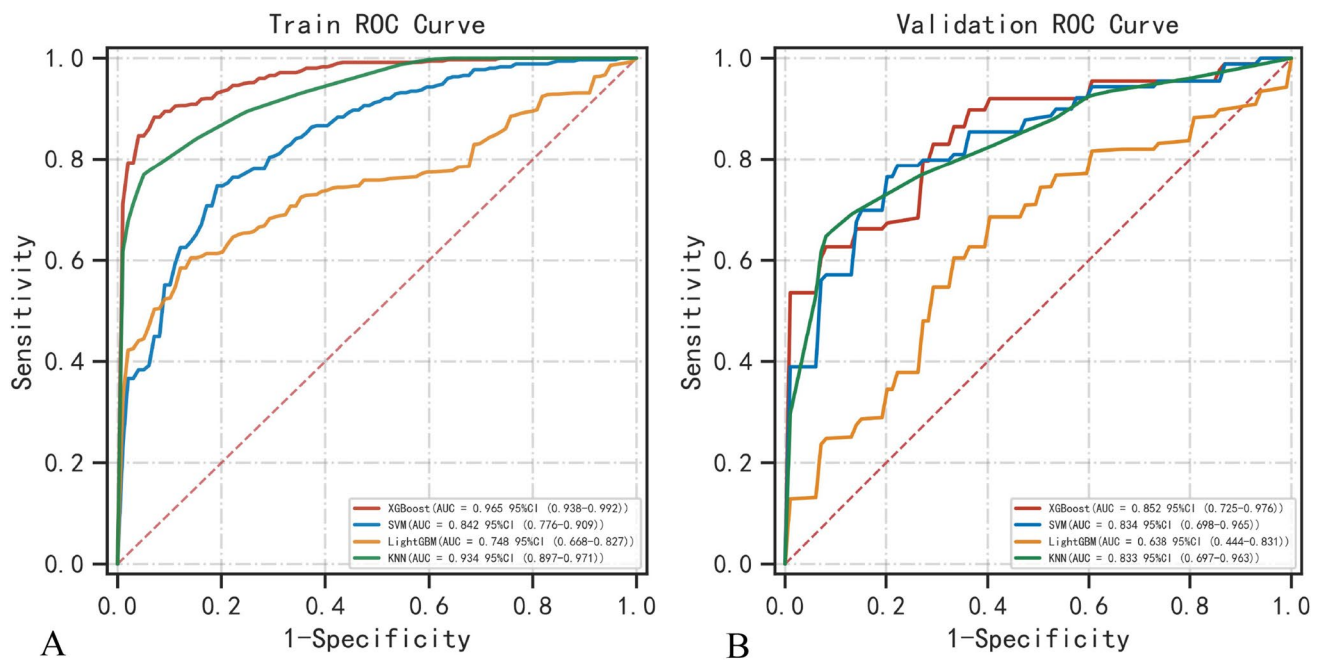 Train ROC Curve
1.0
0.8
0.6
0.4
0.2
0.0
Sensitivity
XGBoost(AUC = 0.965 95%CI (0.938-0.992))
SVM(AUC = 0.842 95%CI (0.776-0.909))
LightGBM(AUC = 0.748 95%CI (0.668-0.827))
KNN(AUC = 0.934 95%CI (0.897-0.971))
0.0 0.2 0.4 0.6 0.8 1.0
1-Specificity
A
Validation ROC Curve
1.0
0.8
0.6
0.4
0.2
0.0
Sensitivity
XGBoost(AUC = 0.852 95%CI (0.725-0.976))
SVM(AUC = 0.834 95%CI (0.698-0.965))
LightGBM(AUC = 0.638 95%CI (0.444-0.831))
KNN(AUC = 0.833 95%CI (0.697-0.963))
0.0 0.2 0.4 0.6 0.8 1.0
1-Specificity
B